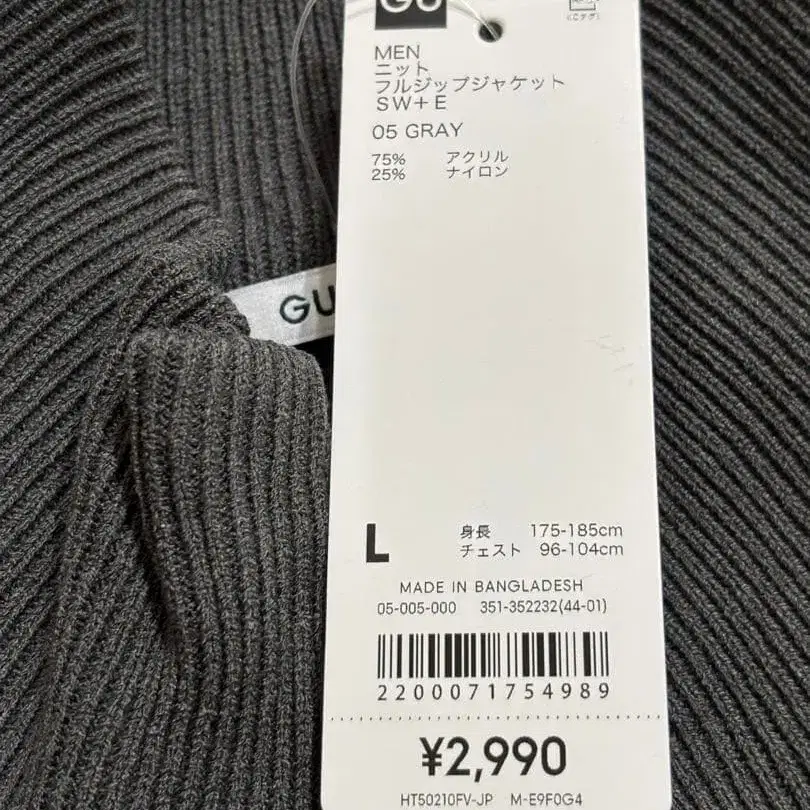 GU
MEN
ニット
フルジップジャケット
SW+E
05 GRAY
75% アクリル
25% ナイロン
GU
L 身長 175-185cm
チェスト 96-104cm
MADE IN BANGLADESH
05-005-000 351-352232(44-01)
2200071754989
¥2,990
HT50210FV-JP M-E9F0G4